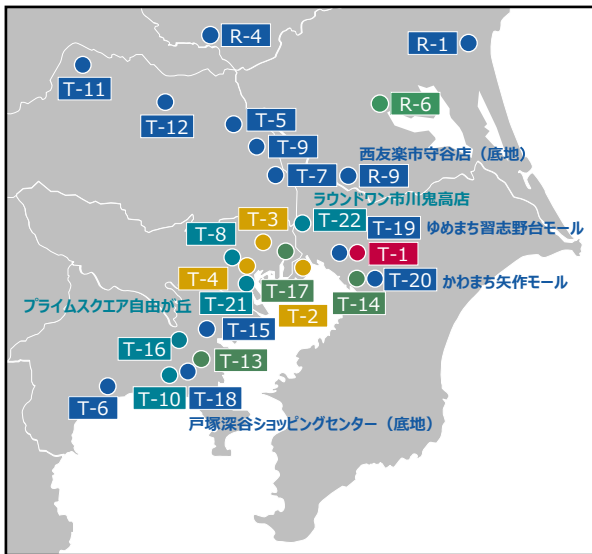 R-4
R-1
T-11
T-12
R-6
T-5
T-9
西友楽市守谷店（底地）
T-7
R-9
ラウンドワン市川鬼高店
T-3
T-22
T-19
ゆめまち習志野台モール
T-8
T-1
T-4
T-20
かわまち矢作モール
T-17
T-14
プライムスクエア自由が丘
T-21
T-2
T-15
T-16
T-13
T-6
T-10
T-18
戸塚深谷ショッピングセンター（底地）